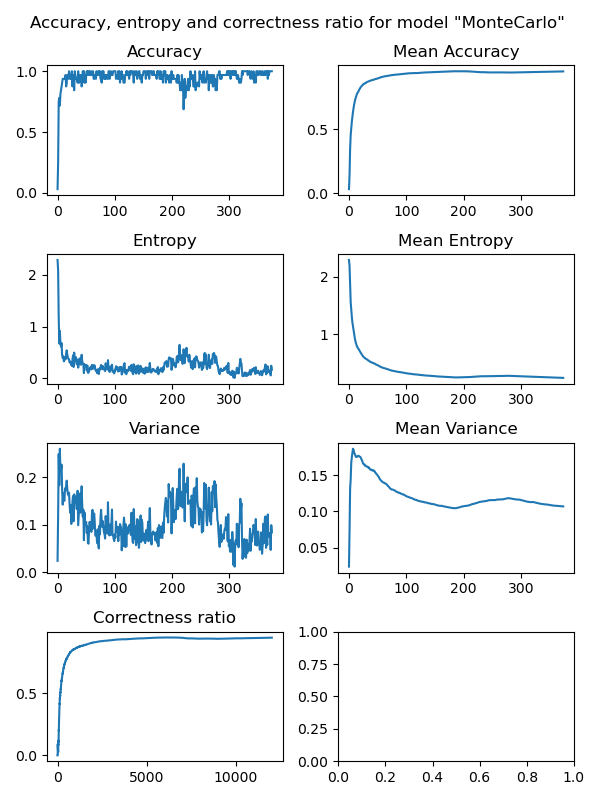 Accuracy, entropy and correctness ratio for model "MonteCarlo"
Accuracy
Mean Accuracy
1.0
0.5
0.0
0 100 200 300
0.5
0.0
0 100 200 300
Entropy
Mean Entropy
2
1
0
0 100 200 300
2
1
0 100 200 300
Variance
Mean Variance
0.2
0.1
0.0
0 100 200 300
0.15
0.10
0.05
0 100 200 300
Correctness ratio
0.5
0.0
0 5000 10000
1.00
0.75
0.50
0.25
0.00
0.0 0.2 0.4 0.6 0.8 1.0